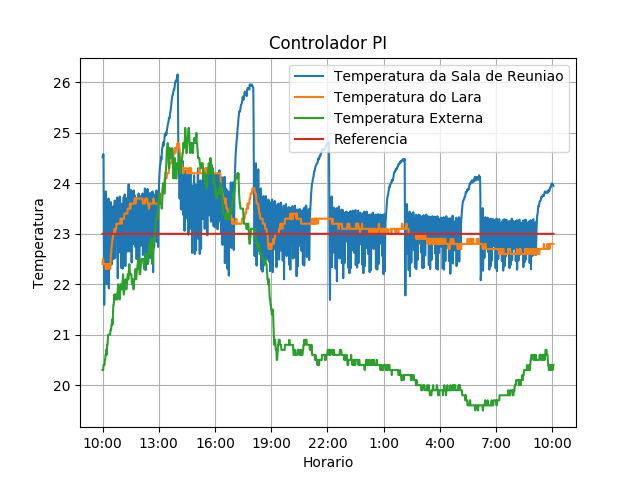 Controlador PI
Temperatura da Sala de Reuniao
Temperatura do Lara
Temperatura Externa
Referencia
Temperatura
26
25
24
23
22
21
20
10:00 13:00 16:00 19:00 22:00 1:00 4:00 7:00 10:00
Horario